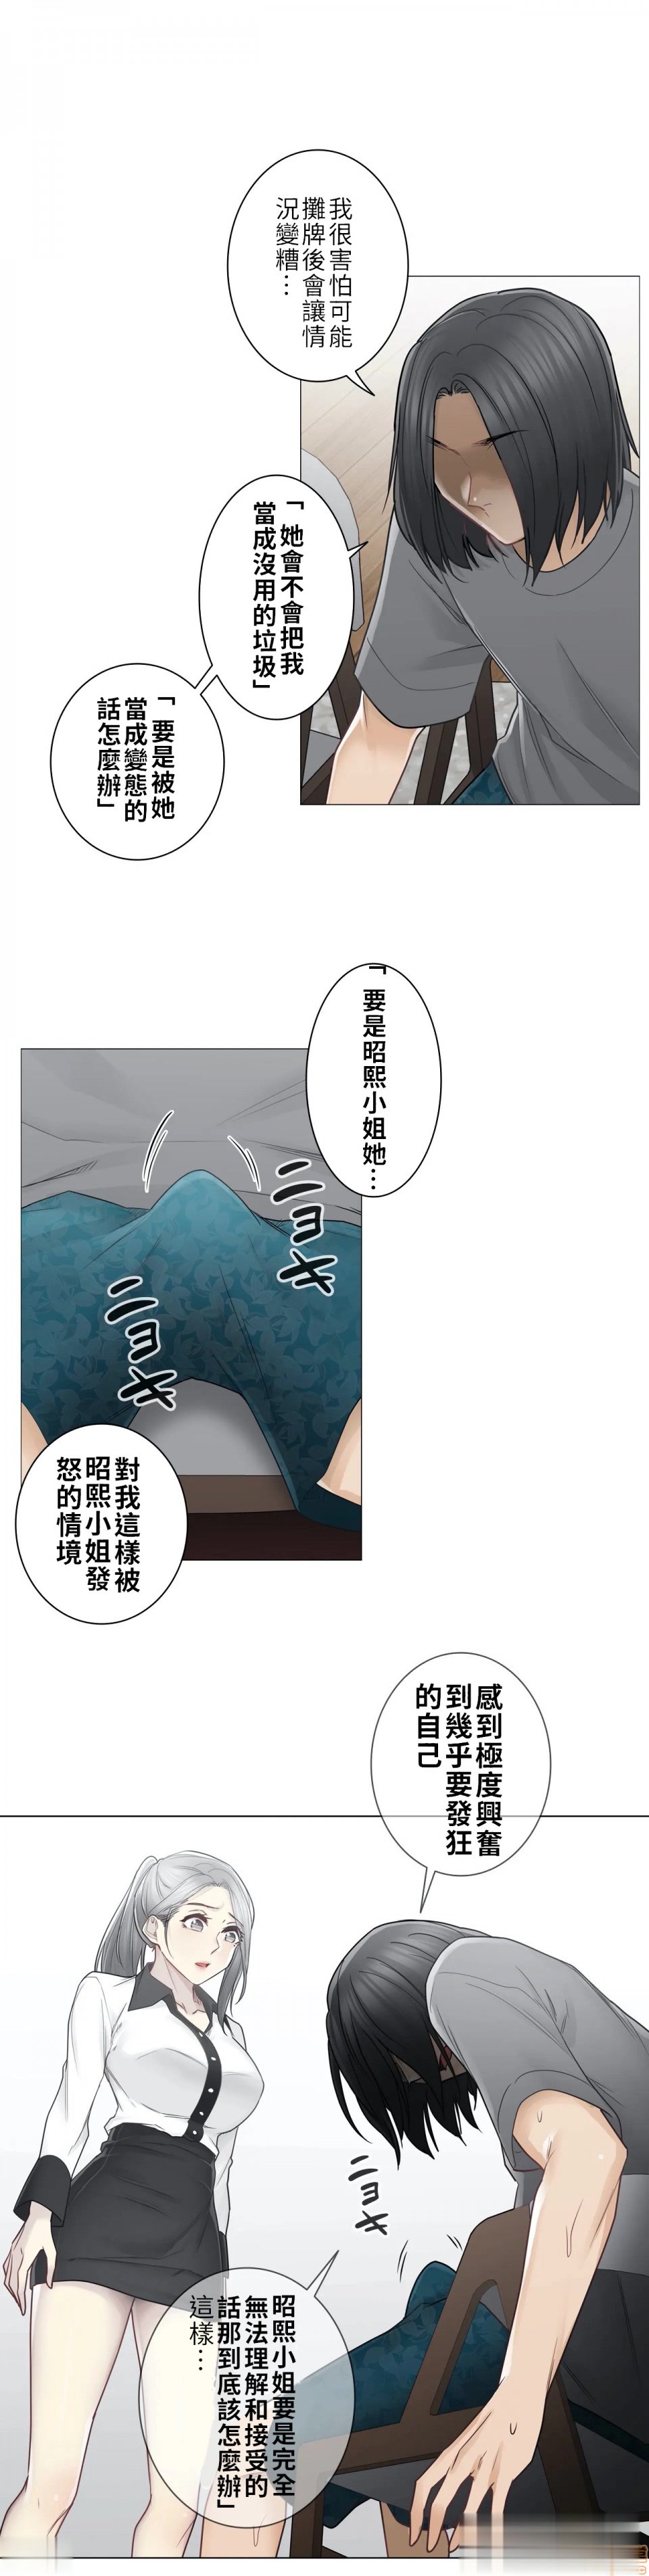 我很害怕可能
攤牌後會讓情
況變糟…
「她會不會把我
當成沒用的垃圾」
「要是被她
當成變態的
話怎麼辦」
「要是昭熙小姐她…
ニョキ
ニョキ
對我這樣被
昭熙小姐發
怒的情境
感到極度興奮
到幾乎要發狂
的自己
ニョキ
昭熙小姐要是完全
無法理解和接受的
話那到底該怎麼辦」
這樣…